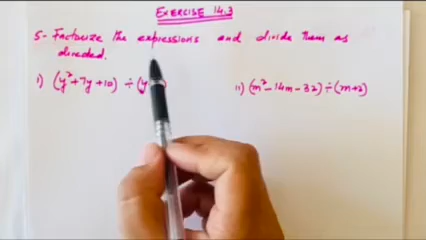 EXERCISE 14.3
5- Factorize the expressions and divide them as
directed.
i) (y²+7y+10) ÷ (y
ii) (m²-14m-32) ÷ (m+2)